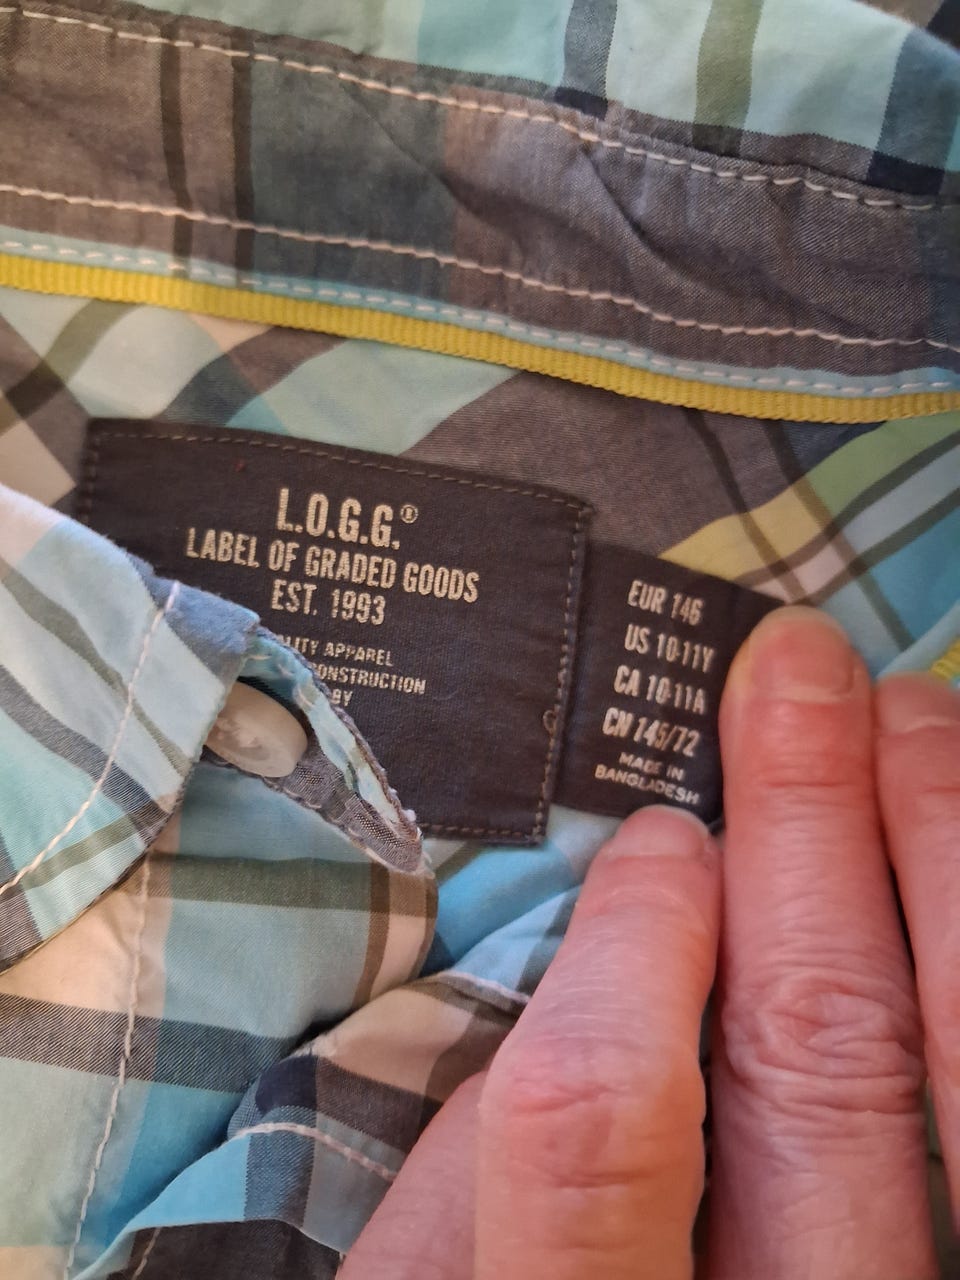 L.O.G.G.®
LABEL OF GRADED GOODS
EST. 1993
APPAREL
CONSTRUCTION
BY
EUR 146
US 10-11Y
CA 10-11A
CN 145/72
MADE IN
BANGLADESH